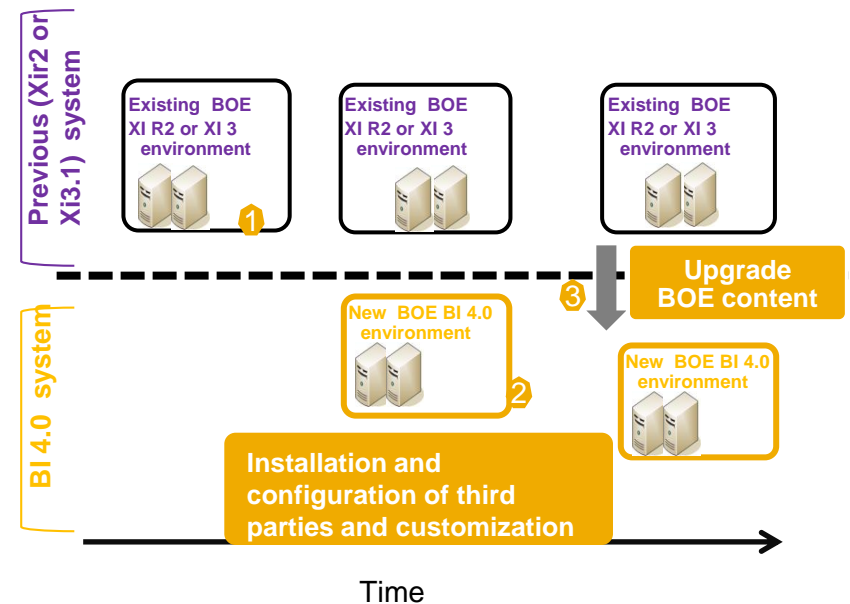 Previous (Xir2 or
Xi3.1) system
Existing BOE
XI R2 or XI 3
environment
1
Existing BOE
XI R2 or XI 3
environment
Existing BOE
XI R2 or XI 3
environment
3
Upgrade
BOE content
BI 4.0 system
New BOE BI 4.0
environment
2
New BOE BI 4.0
environment
Installation and
configuration of third
parties and customization
Time